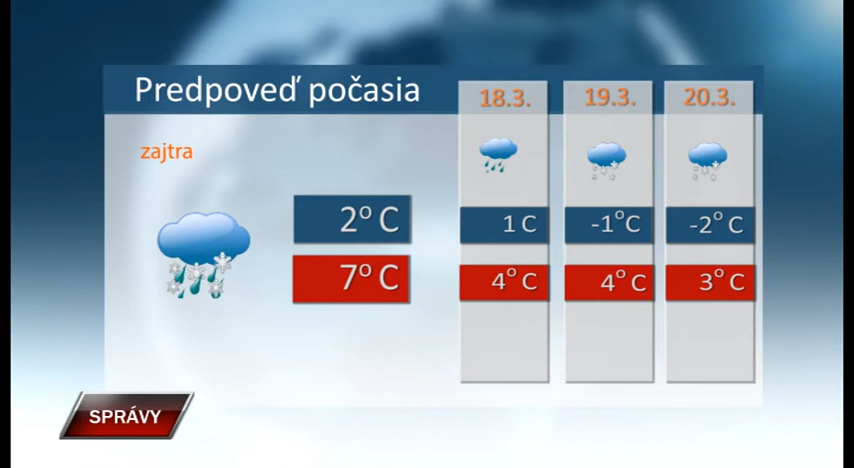 Predpoveď počasia
zajtra
2° C
7° C
18.3.
1 C
4° C
19.3.
-1°C
4° C
20.3.
-2° C
3° C
SPRÁVY